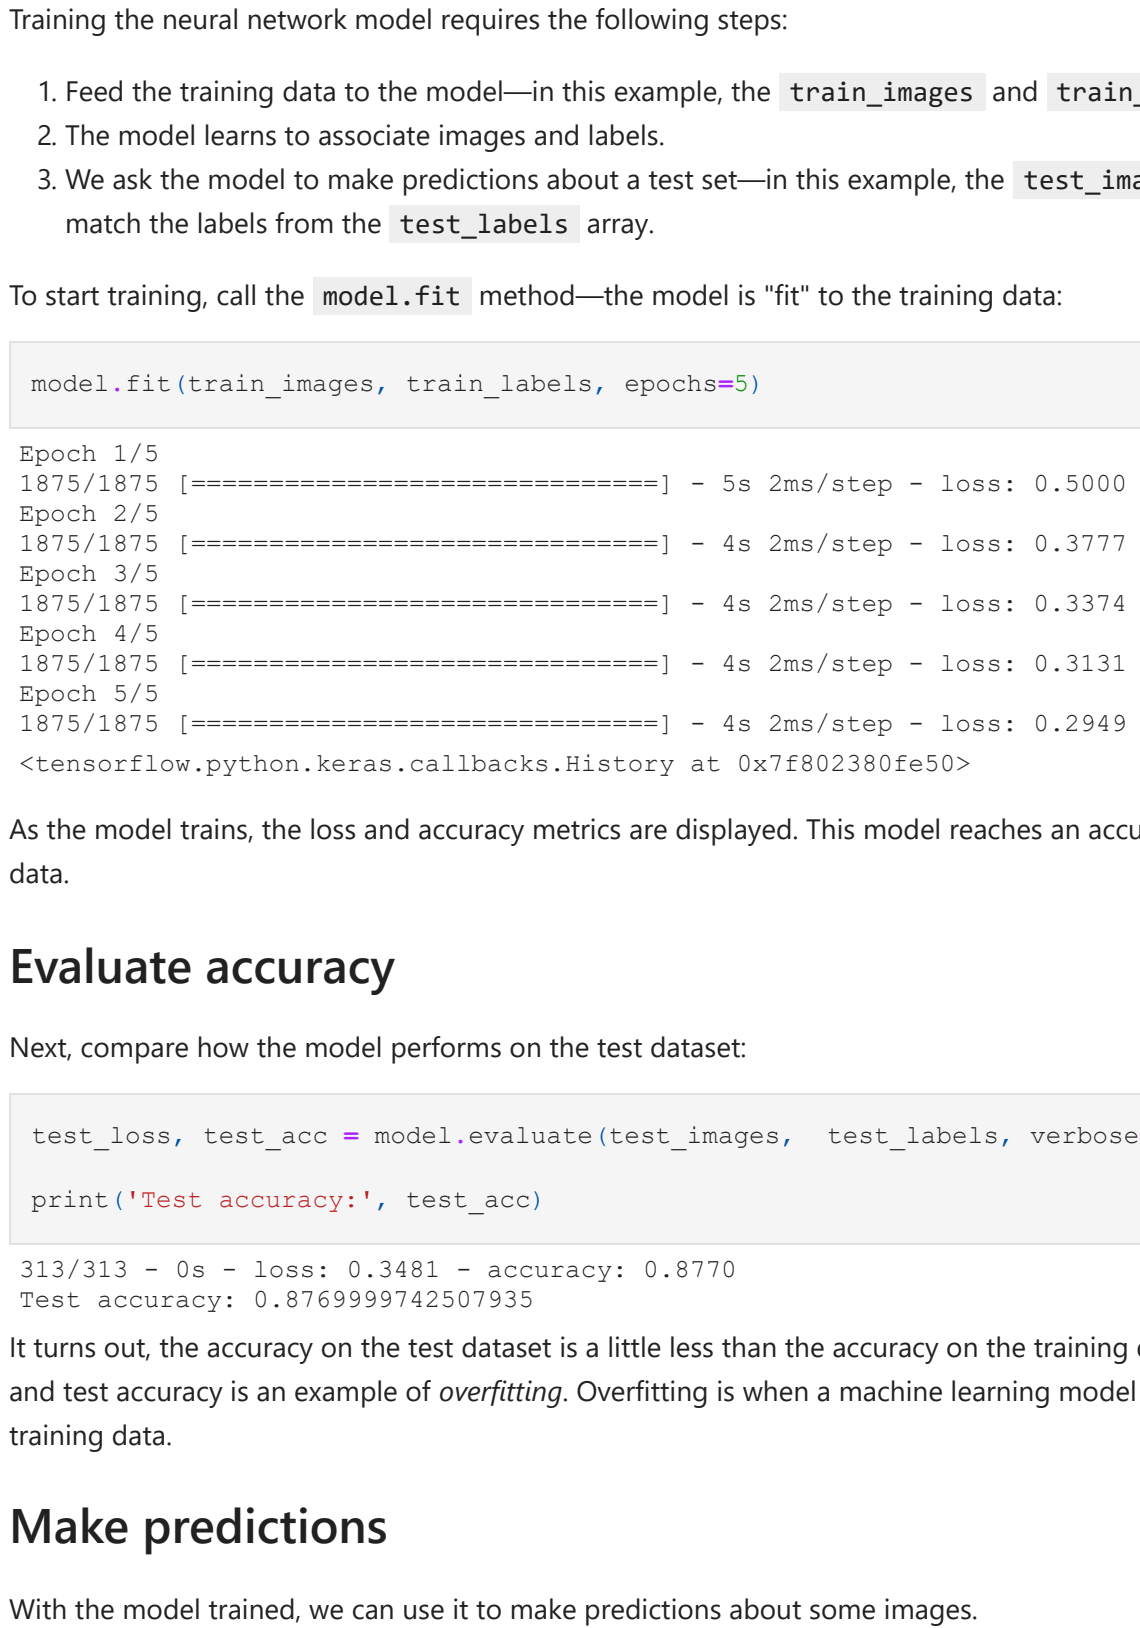 Training the neural network model requires the following steps:
1. Feed the training data to the model—in this example, the train_images and train_
2. The model learns to associate images and labels.
3. We ask the model to make predictions about a test set—in this example, the test_ima
match the labels from the test_labels array.
To start training, call the model.fit method—the model is "fit" to the training data:
model.fit(train_images, train_labels, epochs=5)
Epoch 1/5
1875/1875 [==============================] - 5s 2ms/step - loss: 0.5000
Epoch 2/5
1875/1875 [==============================] - 4s 2ms/step - loss: 0.3777
Epoch 3/5
1875/1875 [==============================] - 4s 2ms/step - loss: 0.3374
Epoch 4/5
1875/1875 [==============================] - 4s 2ms/step - loss: 0.3131
Epoch 5/5
1875/1875 [==============================] - 4s 2ms/step - loss: 0.2949
<tensorflow.python.keras.callbacks.History at 0x7f802380fe50>
As the model trains, the loss and accuracy metrics are displayed. This model reaches an accu
data.
Evaluate accuracy
Next, compare how the model performs on the test dataset:
test_loss, test_acc = model.evaluate(test_images,  test_labels, verbose
print('Test accuracy:', test_acc)
313/313 - 0s - loss: 0.3481 - accuracy: 0.8770
Test accuracy: 0.8769999742507935
It turns out, the accuracy on the test dataset is a little less than the accuracy on the training
and test accuracy is an example of overfitting. Overfitting is when a machine learning model
training data.
Make predictions
With the model trained, we can use it to make predictions about some images.